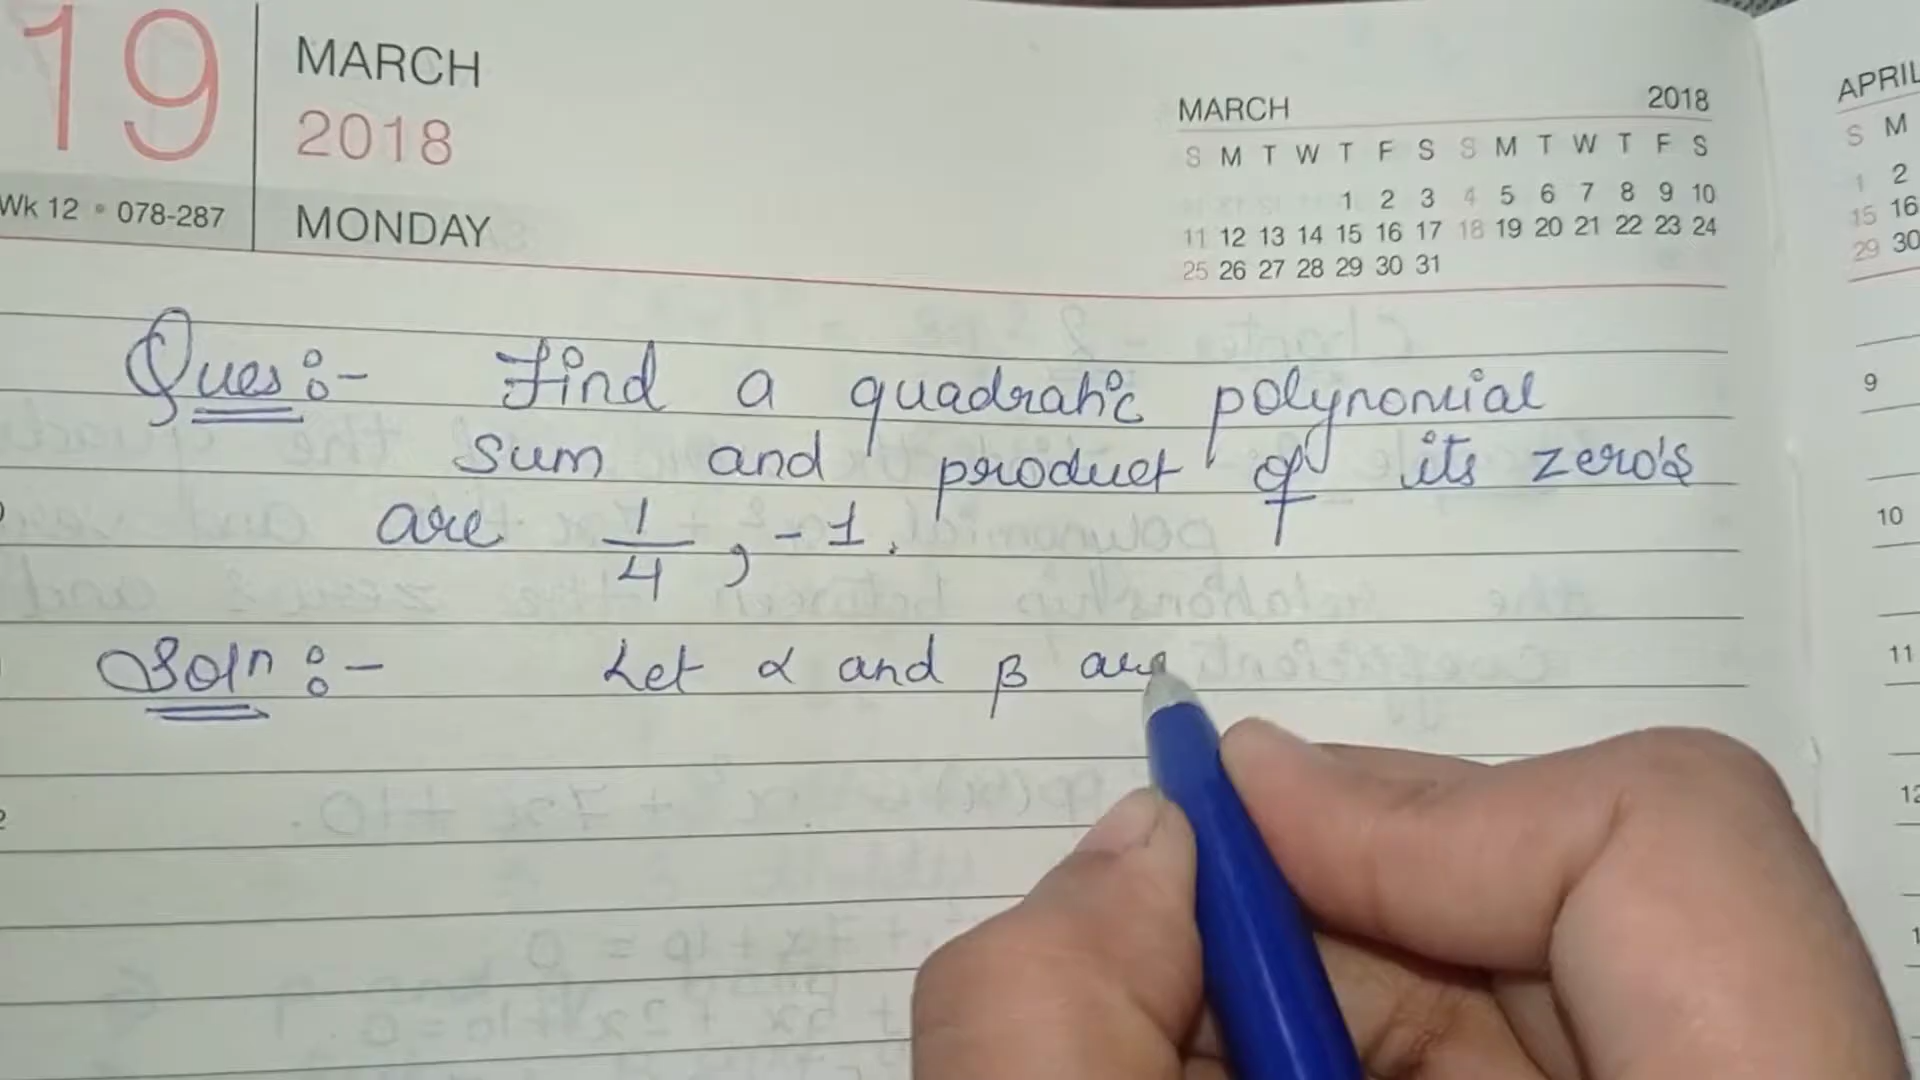 19
MARCH
2018
Wk 12 • 078-287
MONDAY
MARCH 2018
S M T W T F S S M T W T F S
1 2 3 4 5 6 7 8 9 10
11 12 13 14 15 16 17 18 19 20 21 22 23 24
25 26 27 28 29 30 31
APRIL
S M
1 2
15 16
29 30
Ques:- Find a quadratic polynomial
sum and product of its zero's
are 1/4, -1.
Soln:- Let α and β are
9
10
11
12